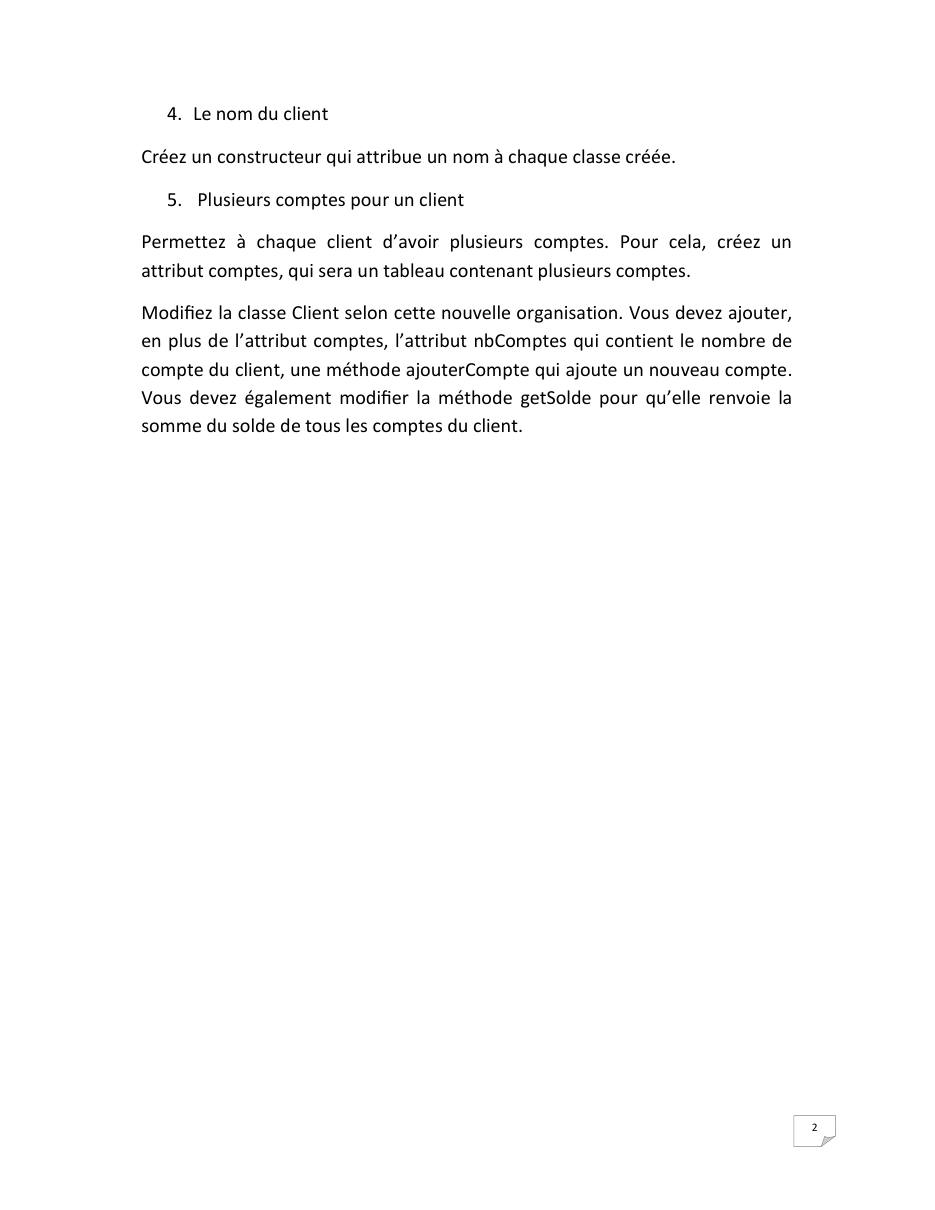 4. Le nom du client
Créez un constructeur qui attribue un nom à chaque classe créée.
5. Plusieurs comptes pour un client
Permettez à chaque client d’avoir plusieurs comptes. Pour cela, créez un
attribut comptes, qui sera un tableau contenant plusieurs comptes.
Modifiez la classe Client selon cette nouvelle organisation. Vous devez ajouter,
en plus de l’attribut comptes, l’attribut nbComptes qui contient le nombre de
compte du client, une méthode ajouterCompte qui ajoute un nouveau compte.
Vous devez également modifier la méthode getSolde pour qu’elle renvoie la
somme du solde de tous les comptes du client.
2